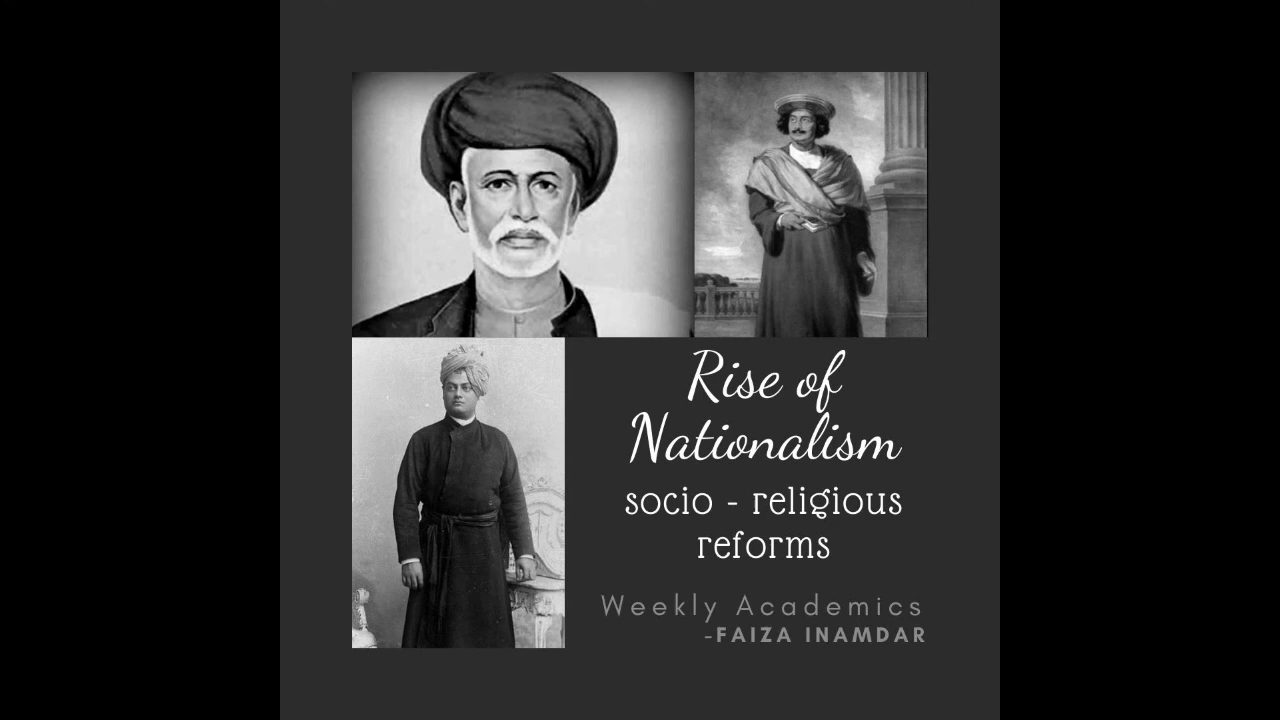 Rise of
Nationalism
socio - religious
reforms
Weekly Academics
-FAIZA INAMDAR